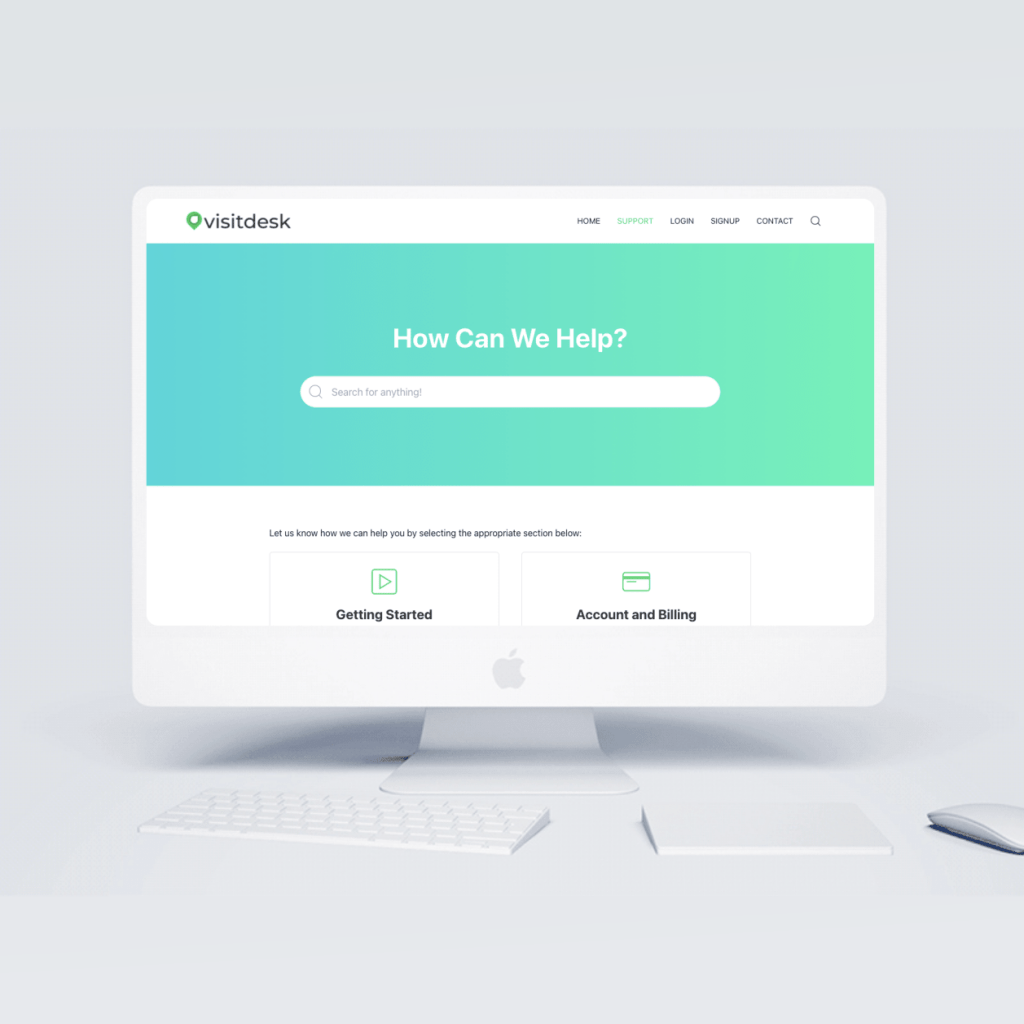 visitdesk
HOME SUPPORT LOGIN SIGNUP CONTACT
How Can We Help?
Search for anything!
Let us know how we can help you by selecting the appropriate section below:
Getting Started Account and Billing